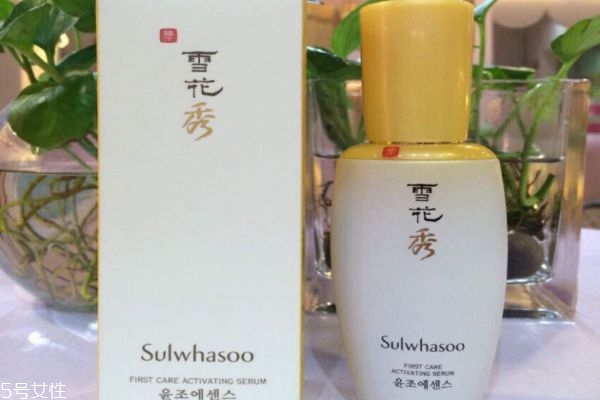 雪花秀
Sulwhasoo
FIRST CARE ACTIVATING SERUM
윤조에센스
雪花秀
Sulwhasoo
FIRST CARE
ACTIVATING SERUM
윤조에센스
5号女性